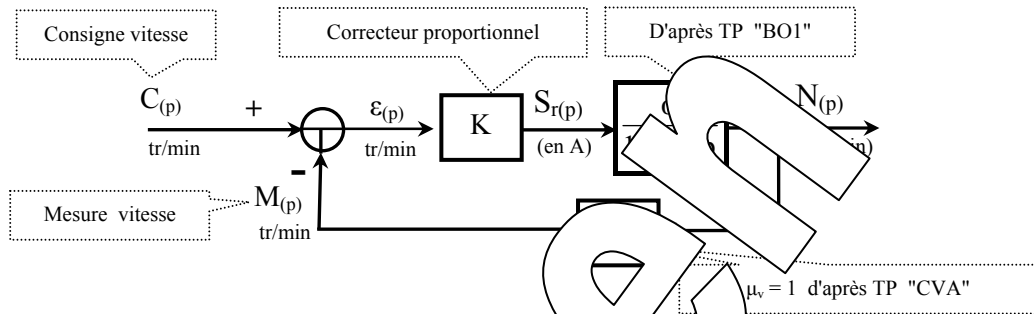 Consigne vitesse
Correcteur proportionnel
D'après TP "BO1"
C(p)
+
ε(p)
K
Sr(p)
N(p)
tr/min
tr/min
(en A)
-
Mesure vitesse
M(p)
tr/min
μv = 1 d'après TP "CVA"